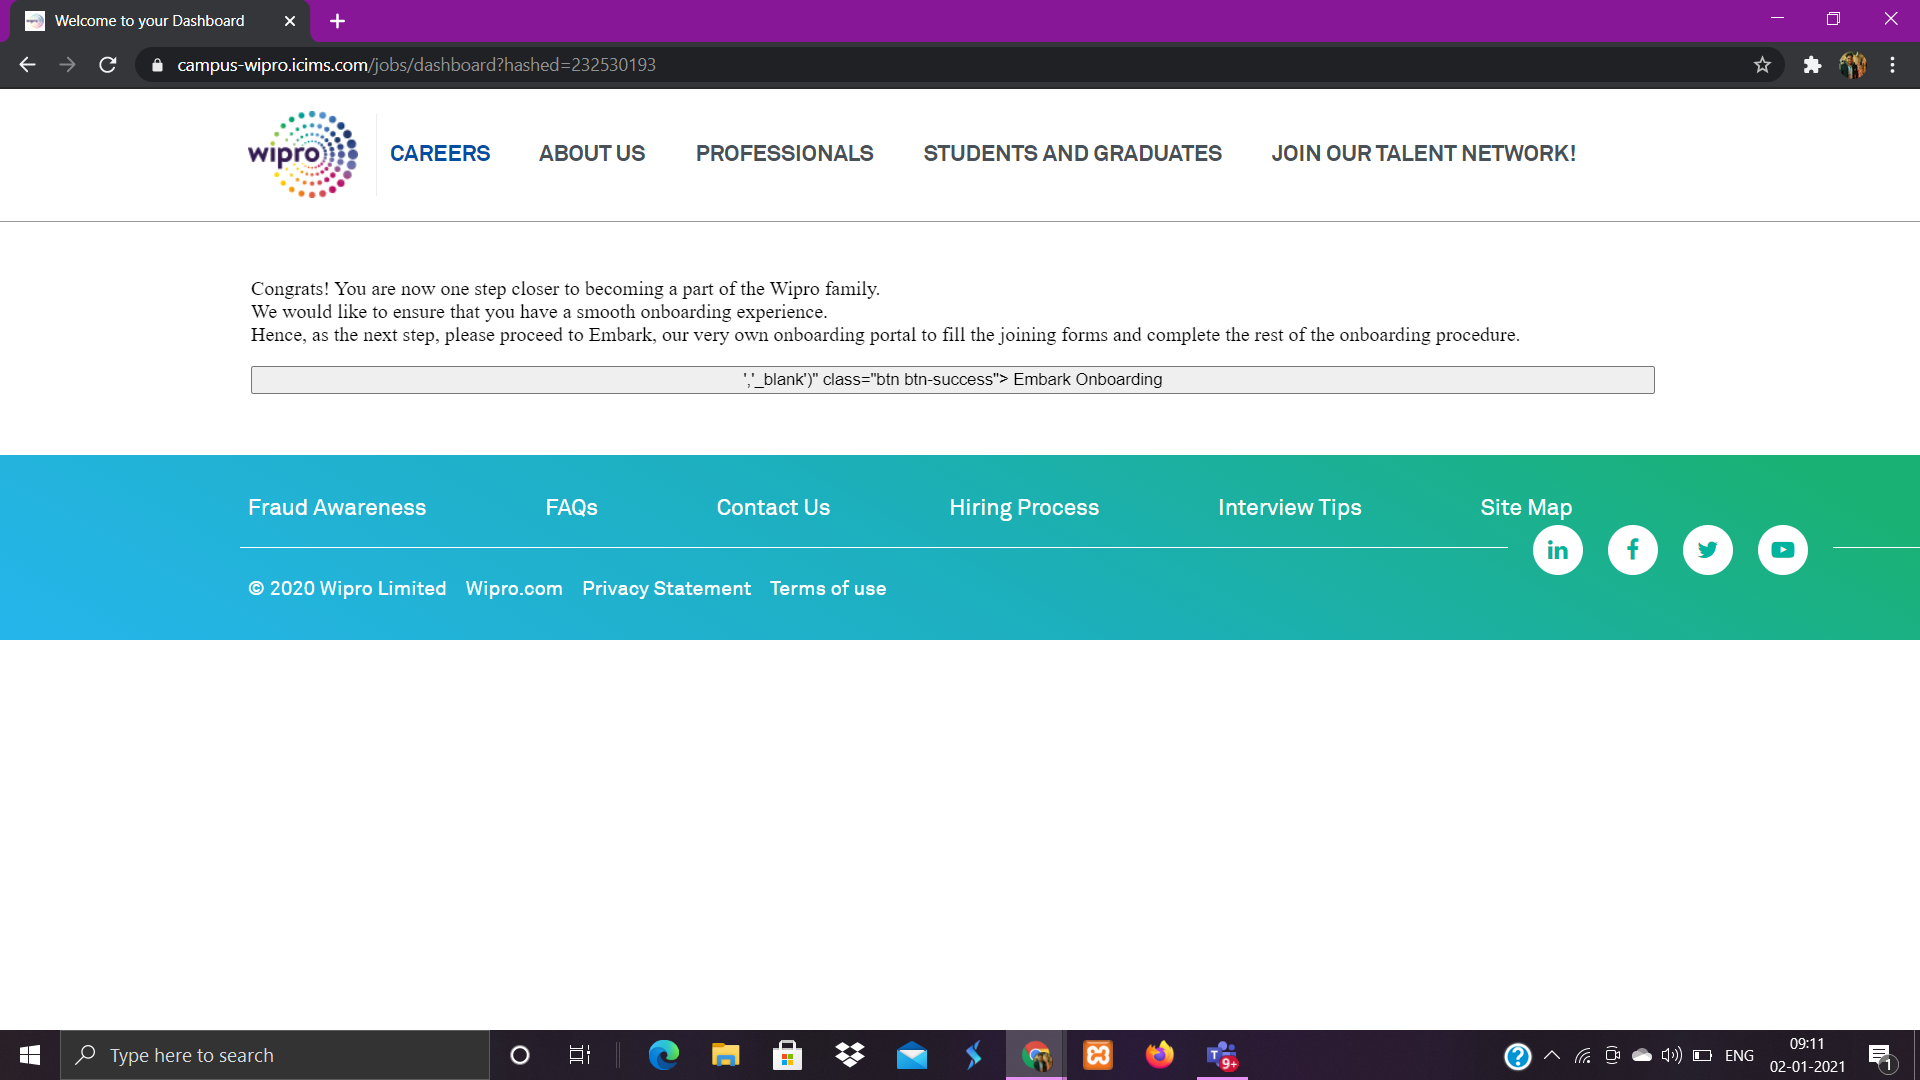 Welcome to your Dashboard
campus-wipro.icims.com/jobs/dashboard?hashed=232530193
wipro
CAREERS
ABOUT US
PROFESSIONALS
STUDENTS AND GRADUATES
JOIN OUR TALENT NETWORK!
Congrats! You are now one step closer to becoming a part of the Wipro family.
We would like to ensure that you have a smooth onboarding experience.
Hence, as the next step, please proceed to Embark, our very own onboarding portal to fill the joining forms and complete the rest of the onboarding procedure.
','_blank')" class="btn btn-success"> Embark Onboarding
Fraud Awareness
FAQs
Contact Us
Hiring Process
Interview Tips
Site Map
© 2020 Wipro Limited
Wipro.com
Privacy Statement
Terms of use
Type here to search
9+
ENG
09:11
02-01-2021
1